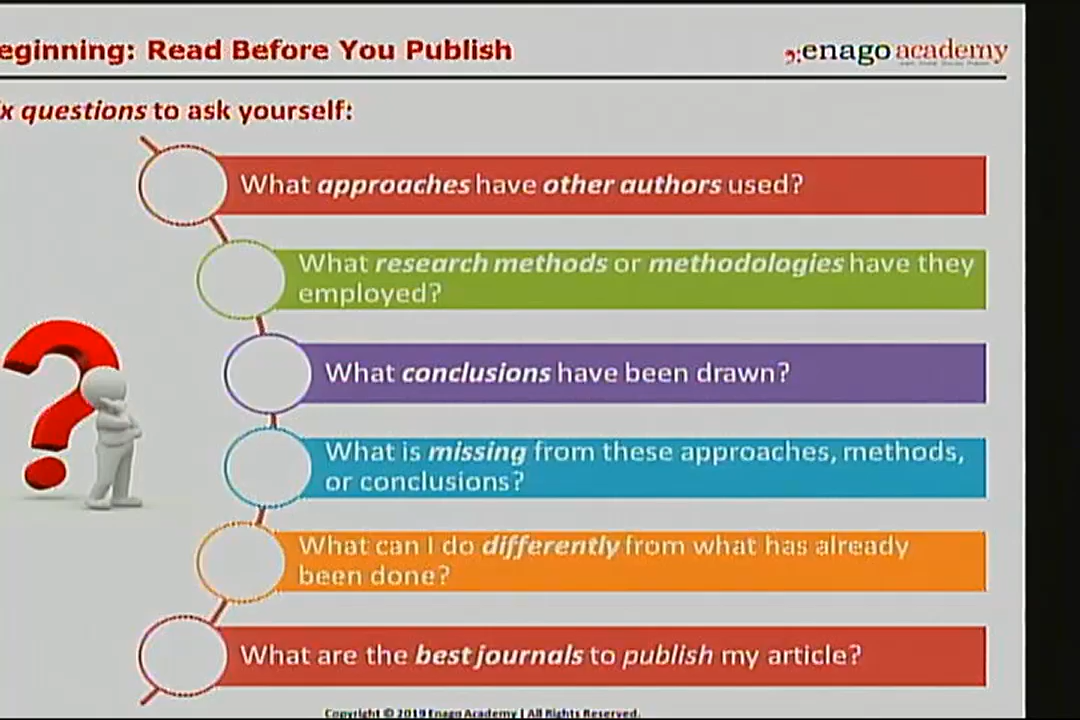 eginning: Read Before You Publish
enago academy
x questions to ask yourself:
What approaches have other authors used?
What research methods or methodologies have they
employed?
What conclusions have been drawn?
What is missing from these approaches, methods,
or conclusions?
What can I do differently from what has already
been done?
What are the best journals to publish my article?
Copyright © 2019 Enago Academy | All Rights Reserved.